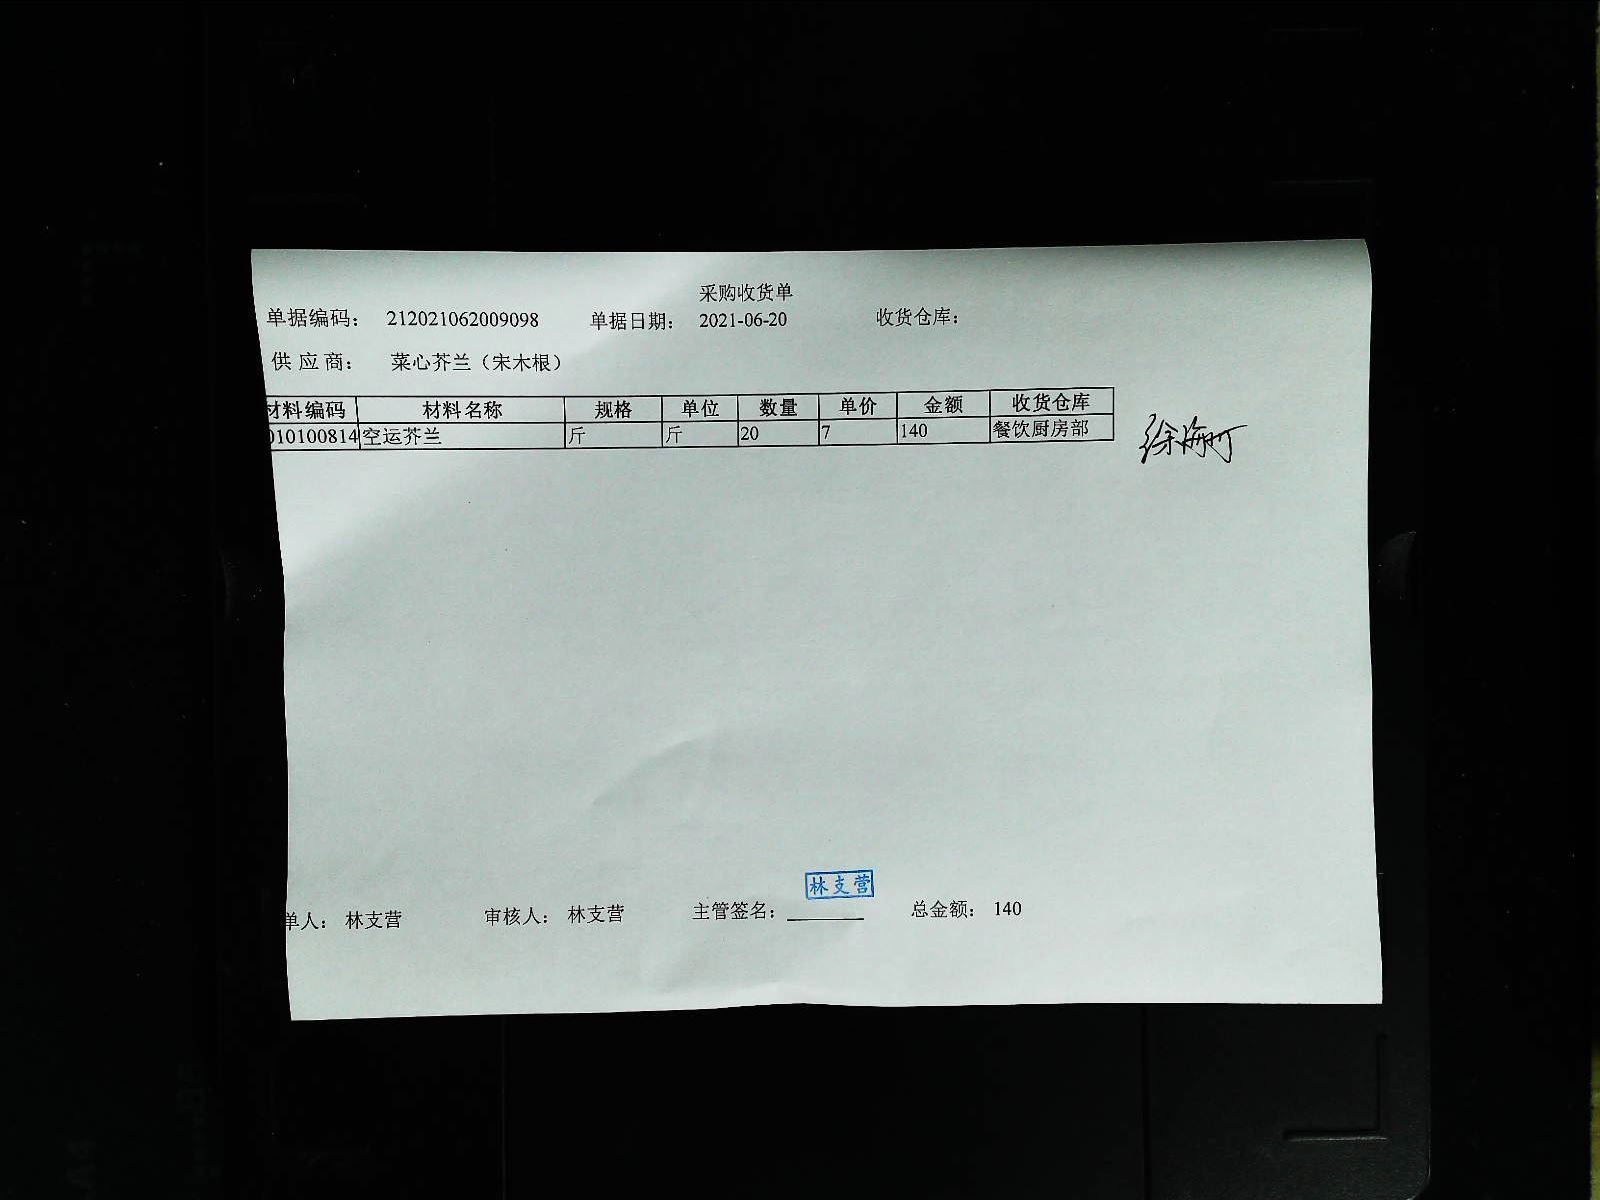 采购收货单
单据编码： 212021062009098 单据日期： 2021-06-20 收货仓库：
供 应 商： 菜心芥兰（宋木根）
材料编码 材料名称 规格 单位 数量 单价 金额 收货仓库
010100814 空运芥兰 斤 斤 20 7 140 餐饮厨房部
林支营
单人： 林支营 审核人： 林支营 主管签名： 总金额： 140